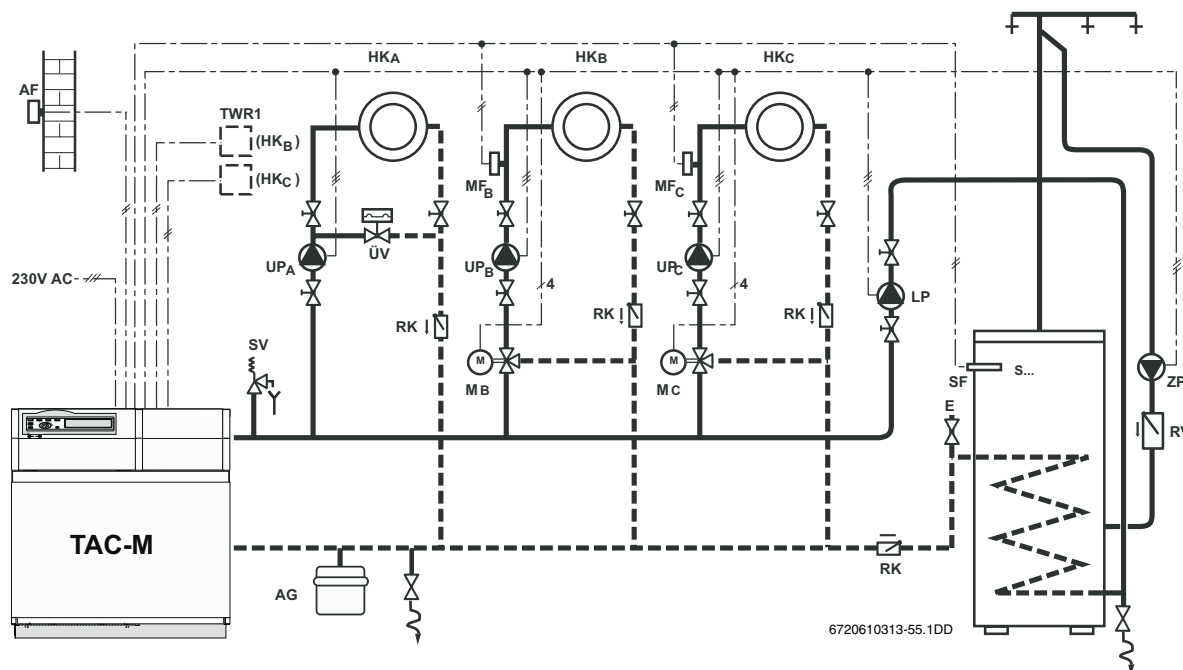 HKA HKB HKC
AF
TWR1
(HKB)
(HKC)
MFB MFC
230V AC
ÜV
UPA UPB UPC
4 4
LP
RK RK RK
SV
M M
MB MC
SF S... ZP
E
RV
TAC-M
RK
AG
6720610313-55.1DD